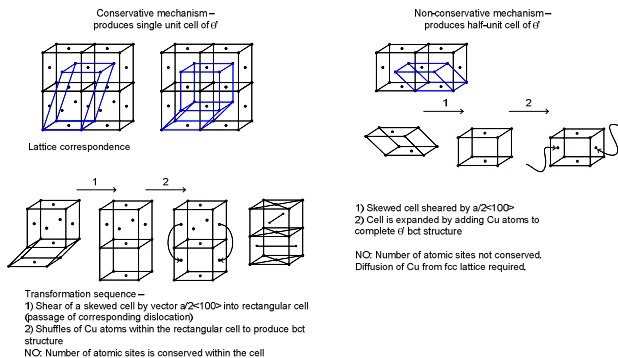 Conservative mechanism—
produces single unit cell of θ'
Non-conservative mechanism—
produces half-unit cell of θ'
Lattice correspondence
1
2
1
2
1) Skewed cell sheared by a/2<100>
2) Cell is expanded by adding Cu atoms to
complete θ' bct structure
NO: Number of atomic sites not conserved.
Diffusion of Cu from fcc lattice required.
Transformation sequence—
1) Shear of a skewed cell by vector a/2<100> into rectangular cell
(passage of corresponding dislocation)
2) Shuffles of Cu atoms within the rectangular cell to produce bct
structure
NO: Number of atomic sites is conserved within the cell